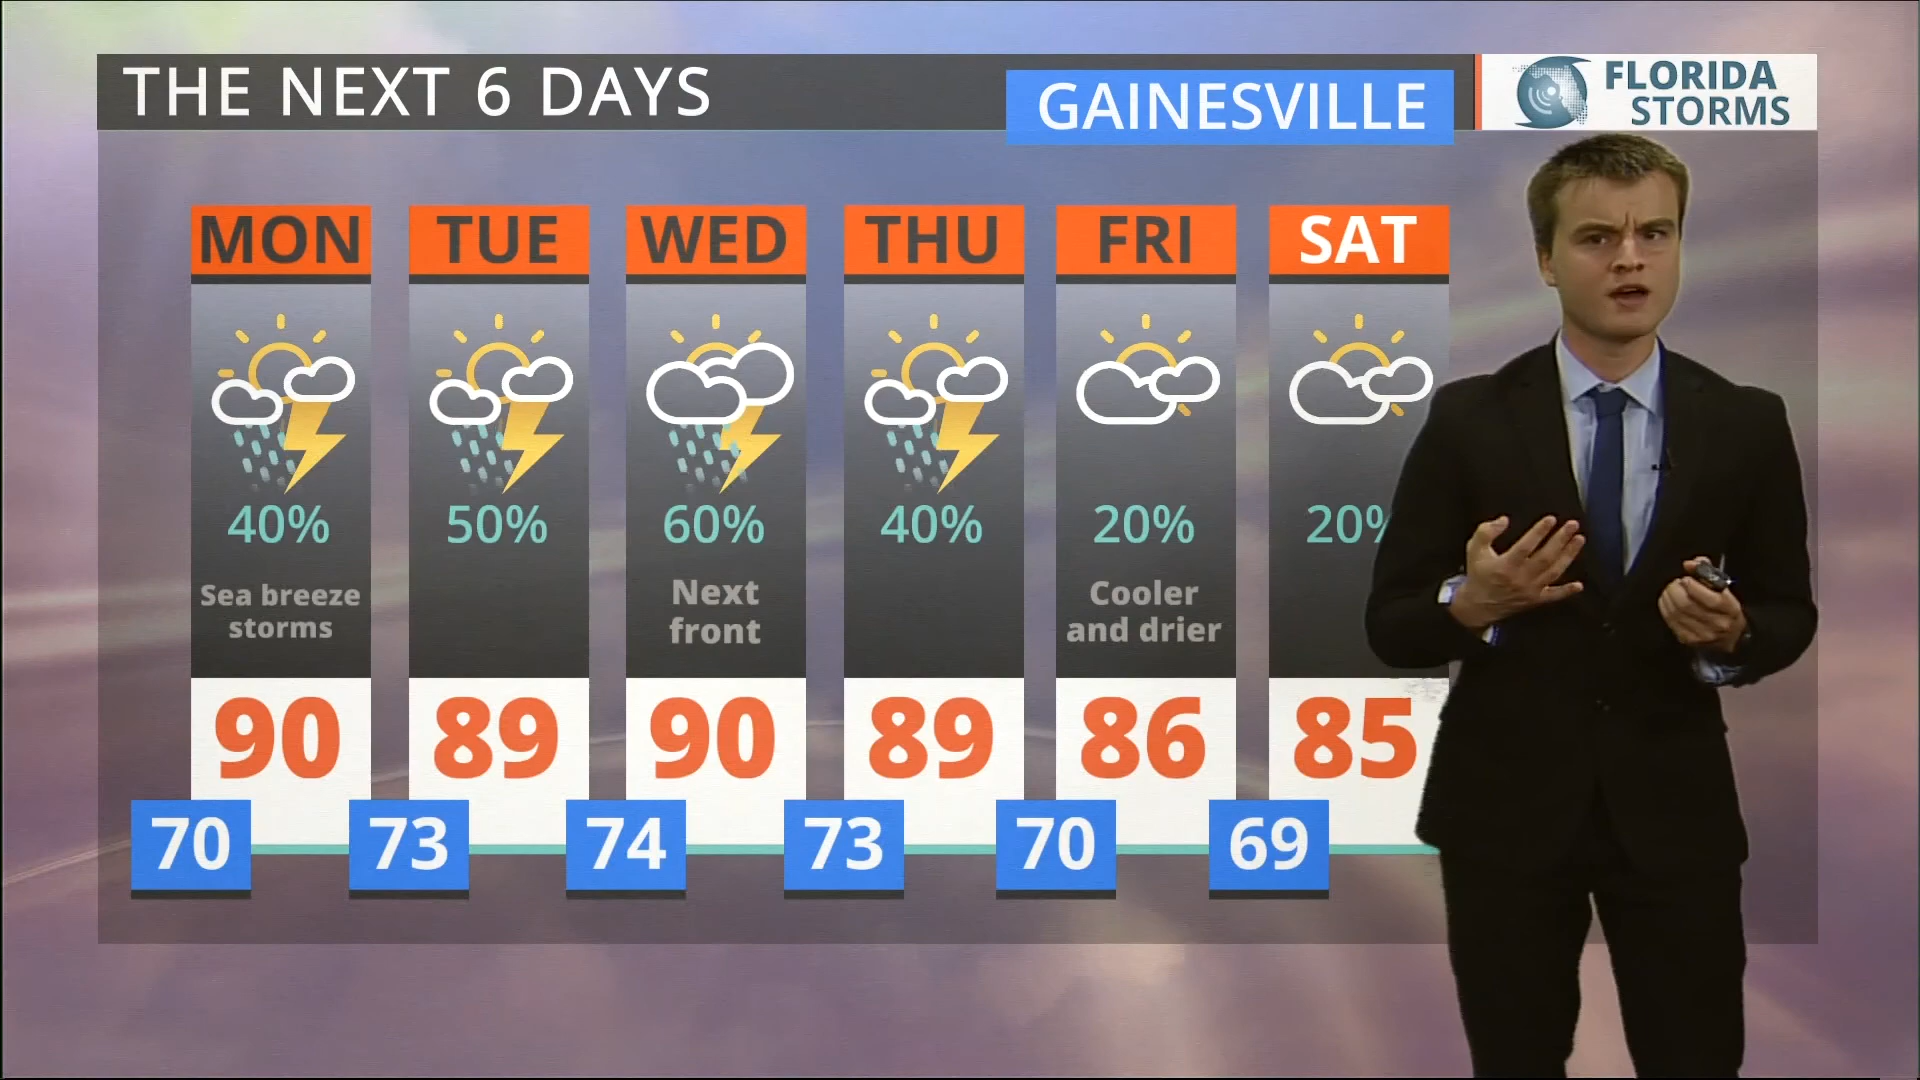 THE NEXT 6 DAYS
GAINESVILLE
FLORIDA
STORMS
MON
TUE
WED
THU
FRI
SAT
40%
50%
60%
40%
20%
20%
Sea breeze
storms
Next
front
Cooler
and drier
90
89
90
89
86
85
70
73
74
73
70
69